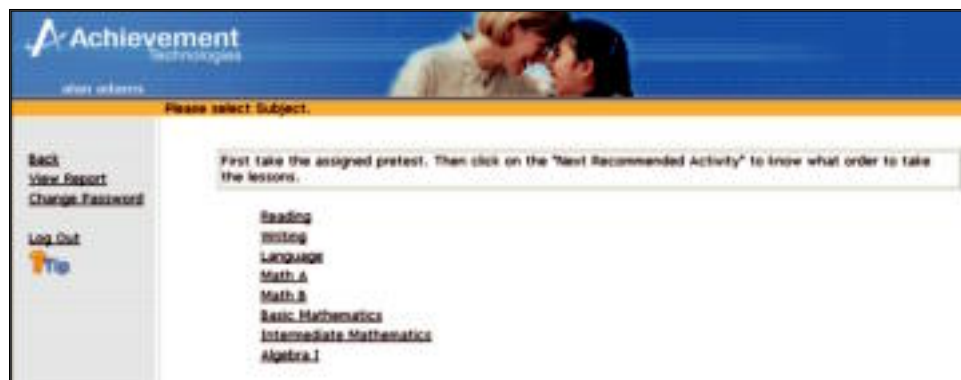 Achievement
Technologies
alan adams
Please select Subject.
Back
View Report
Change Password
Log Out
Tip
First take the assigned pretest. Then click on the "Next Recommended Activity" to know what order to take
the lessons.
Reading
Writing
Language
Math A
Math B
Basic Mathematics
Intermediate Mathematics
Algebra I